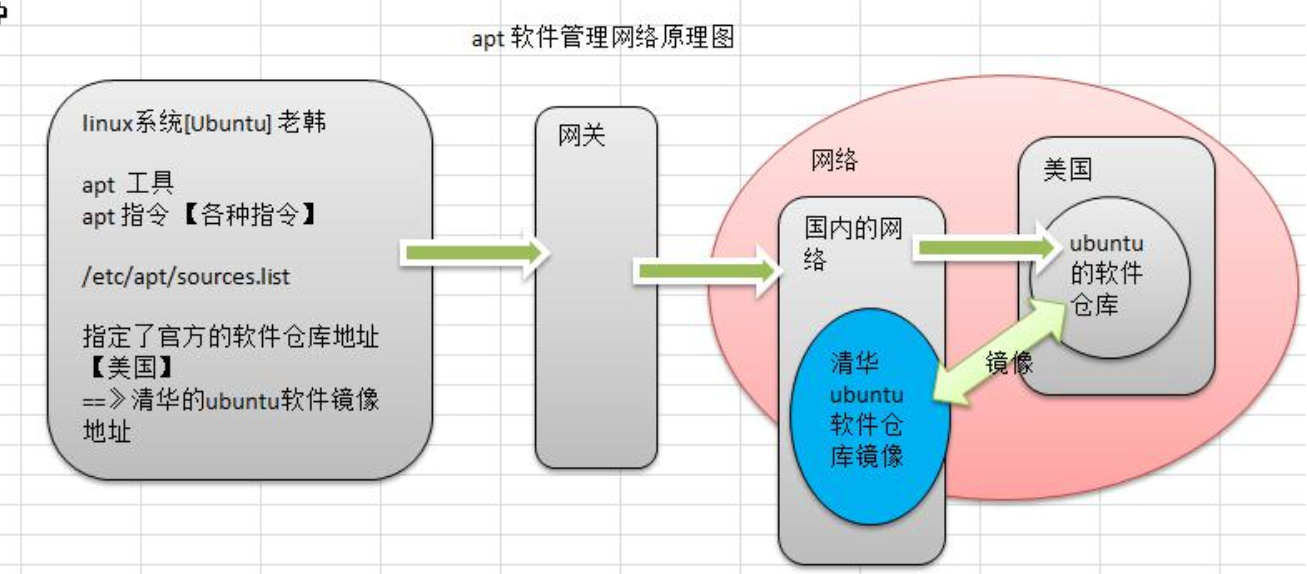 apt 软件管理网络原理图
linux系统[Ubuntu] 老韩
apt 工具
apt 指令【各种指令】
/etc/apt/sources.list
指定了官方的软件仓库地址
【美国】
==》清华的ubuntu软件镜像
地址
网关
网络
国内的网
络
清华
ubuntu
软件仓
库镜像
镜像
美国
ubuntu
的软件
仓库